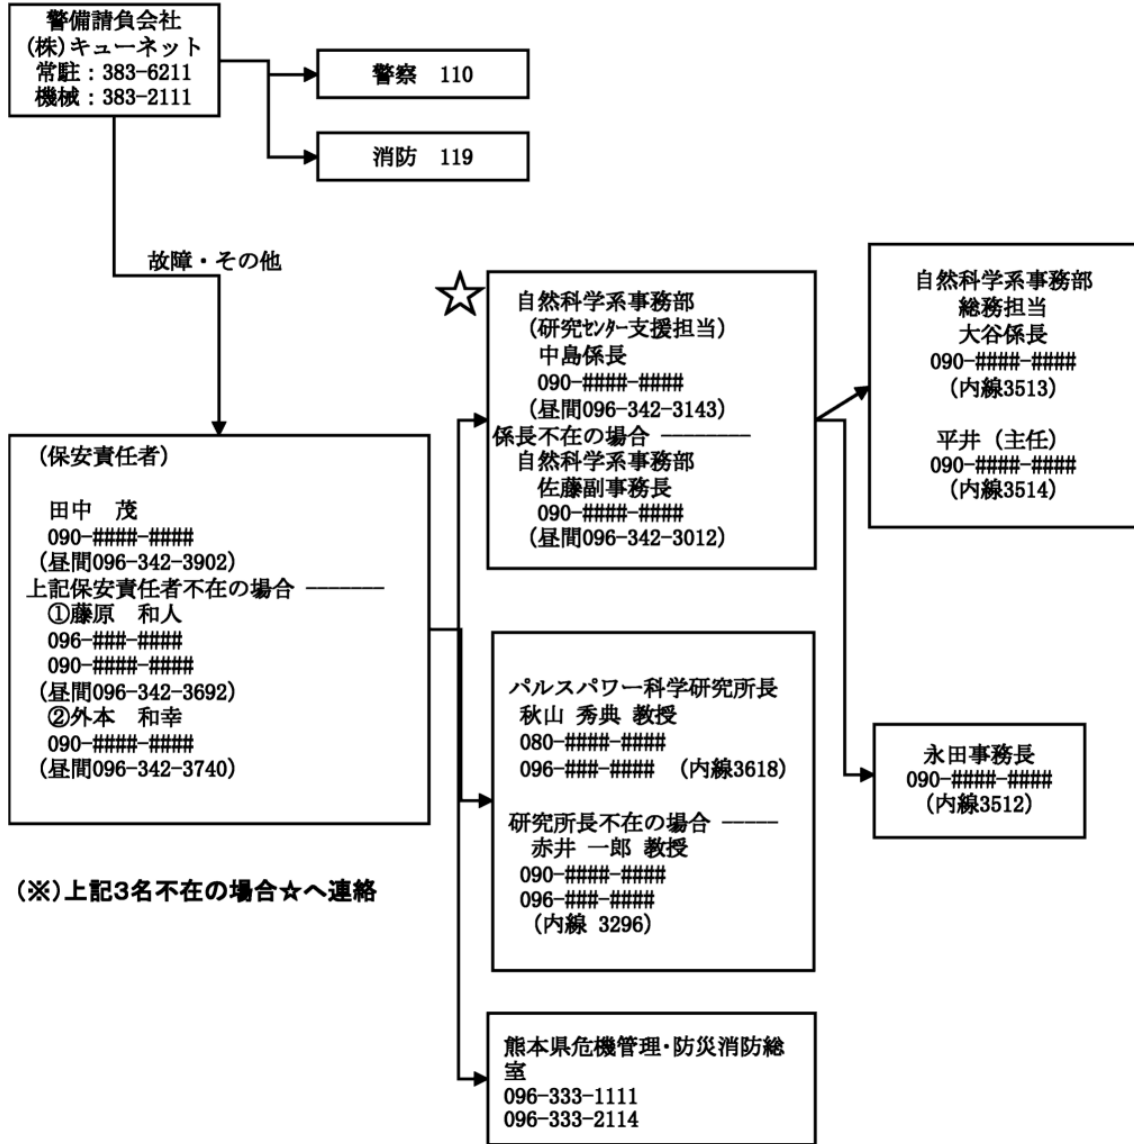 警備請負会社
(株)キューネット
常駐：383-6211
機械：383-2111
警察　110
消防　119
故障・その他
(保安責任者)
田中　茂
090-####-####
(昼間096-342-3902)
上記保安責任者不在の場合 -------
①藤原　和人
096-###-####
090-####-####
(昼間096-342-3692)
②外本　和幸
090-####-####
(昼間096-342-3740)
(※)上記3名不在の場合☆へ連絡
☆
自然科学系事務部
(研究ｾﾝﾀｰ支援担当)
中島係長
090-####-####
(昼間096-342-3143)
係長不在の場合 --------
自然科学系事務部
佐藤副事務長
090-####-####
(昼間096-342-3012)
パルスパワー科学研究所長
秋山 秀典 教授
080-####-####
096-###-####　(内線3618)
研究所長不在の場合 -----
赤井 一郎 教授
090-####-####
096-###-####
(内線 3296)
熊本県危機管理・防災消防総
室
096-333-1111
096-333-2114
自然科学系事務部
総務担当
大谷係長
090-####-####
(内線3513)
平井（主任）
090-####-####
(内線3514)
永田事務長
090-####-####
(内線3512)